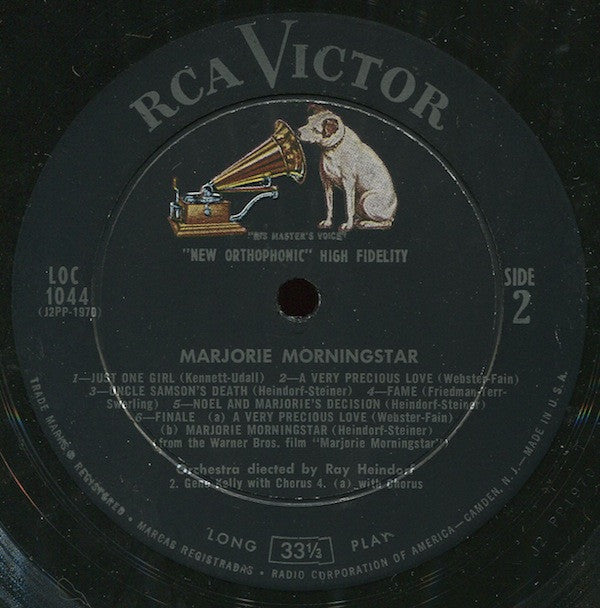 RCA VICTOR
"HIS MASTER'S VOICE"
"NEW ORTHOPHONIC" HIGH FIDELITY
LOC
1044
(J2PP-1970)
SIDE
2
MARJORIE MORNINGSTAR
1—JUST ONE GIRL (Kennett-Udall) 2—A VERY PRECIOUS LOVE (Webster-Fain)
3—UNCLE SAMSON'S DEATH (Heindorf-Steiner) 4—FAME (Friedman-Terr-
Swerling) 5—NOEL AND MARJORIE'S DECISION (Heindorf-Steiner)
6—FINALE (a) A VERY PRECIOUS LOVE (Webster-Fain)
(b) MARJORIE MORNINGSTAR (Heindorf-Steiner)
from the Warner Bros. film "Marjorie Morningstar"
Orchestra diected by Ray Heindorf
2. Gene Kelly with Chorus 4. (a) with Chorus
LONG 33⅓ PLAY
TRADE MARKS ® REGISTERED • MARCAS REGISTRADAS • RADIO CORPORATION OF AMERICA—CAMDEN, N. J.—MADE IN U.S.A.